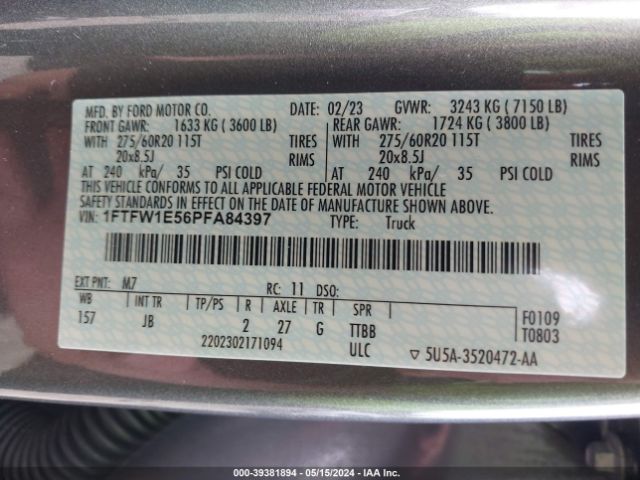 MFD. BY FORD MOTOR CO. DATE: 02/23 GVWR: 3243 KG ( 7150 LB)
FRONT GAWR: 1633 KG ( 3600 LB) REAR GAWR: 1724 KG ( 3800 LB)
WITH 275/60R20 115T TIRES WITH 275/60R20 115T TIRES
20x8.5J RIMS 20x8.5J RIMS
AT 240 kPa/ 35 PSI COLD AT 240 kPa/ 35 PSI COLD
THIS VEHICLE CONFORMS TO ALL APPLICABLE FEDERAL MOTOR VEHICLE
SAFETY STANDARDS IN EFFECT ON THE DATE OF MANUFACTURE SHOWN ABOVE.
VIN: 1FTFW1E56PFA84397 TYPE: Truck
EXT PNT: M7 RC: 11 DSO:
WB INT TR TP/PS R AXLE TR SPR F0109
157 JB 2 27 G TTBB T0803
2202302171094 ULC ▽ 5U5A-3520472-AA
000-39381894 - 05/15/2024 - IAA Inc.